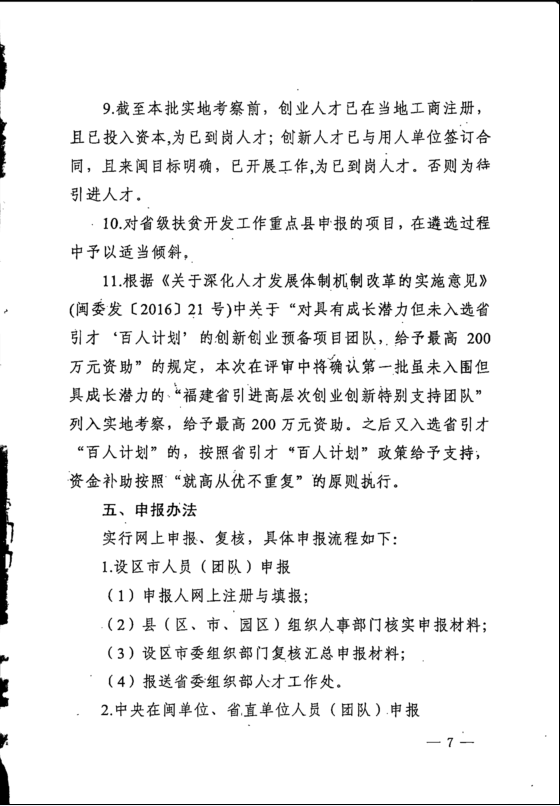 9.截至本批实地考察前，创业人才已在当地工商注册，
且已投入资本,为已到岗人才；创新人才已与用人单位签订合
同，且来闽目标明确，已开展工作,为已到岗人才。否则为待
引进人才。
10.对省级扶贫开发工作重点县申报的项目，在遴选过程
中予以适当倾斜。
11.根据《关于深化人才发展体制机制改革的实施意见》
(闽委发〔2016〕21 号)中关于“对具有成长潜力但未入选省
引才‘百人计划’的创新创业预备项目团队，给予最高 200
万元资助”的规定，本次在评审中将确认第一批虽未入围但
具成长潜力的“福建省引进高层次创业创新特别支持团队”
列入实地考察，给予最高 200 万元资助。之后又入选省引才
“百人计划”的，按照省引才“百人计划”政策给予支持，
资金补助按照“就高从优不重复”的原则执行。
五、申报办法
实行网上申报、复核，具体申报流程如下：
1.设区市人员（团队）申报
（1）申报人网上注册与填报；
（2）县（区、市、园区）组织人事部门核实申报材料；
（3）设区市委组织部门复核汇总申报材料；
（4）报送省委组织部人才工作处。
2.中央在闽单位、省直单位人员（团队）申报
— 7 —